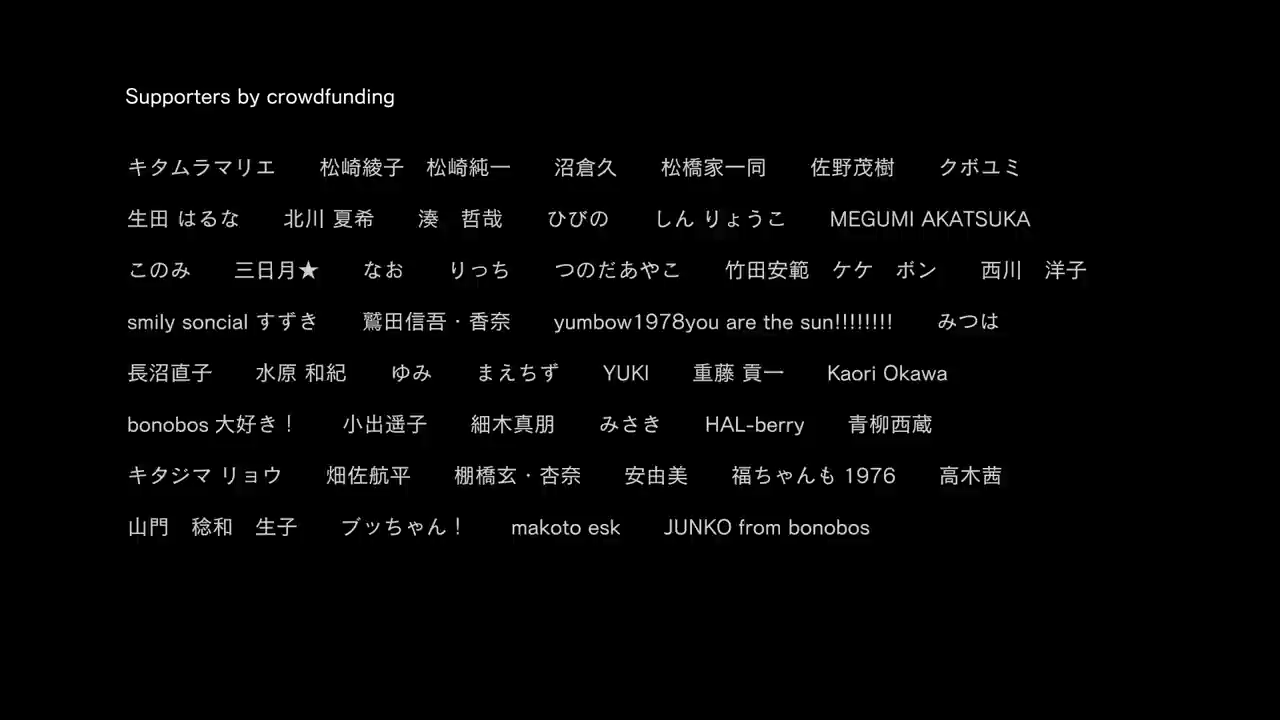 Supporters by crowdfunding
キタムラマリエ　　松崎綾子　松崎純一　　沼倉久　　松橋家一同　　佐野茂樹　　クボユミ
生田 はるな　　北川 夏希　　湊　哲哉　　ひびの　　しん りょうこ　　MEGUMI AKATSUKA
このみ　　三日月★　　なお　　りっち　　つのだあやこ　　竹田安範　ケケ　ボン　　西川　洋子
smily soncial すずき　　鷲田信吾・香奈　　yumbow1978you are the sun!!!!!!!!　　みつは
長沼直子　　水原 和紀　　ゆみ　　まえちず　　YUKI　　重藤 貢一　　Kaori Okawa
bonobos 大好き！　　小出遥子　　細木真朋　　みさき　　HAL-berry　　青柳西蔵
キタジマ リョウ　　畑佐航平　　棚橋玄・杏奈　　安由美　　福ちゃんも 1976　　高木茜
山門　稔和　生子　　ブッちゃん！　　makoto esk　　JUNKO from bonobos